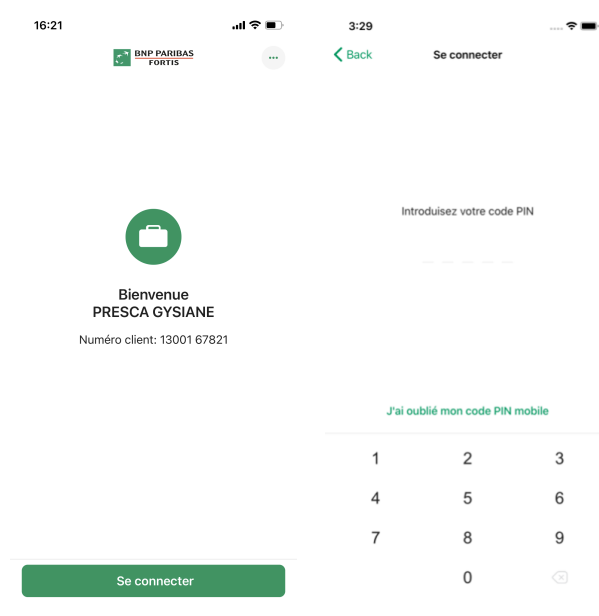 16:21
BNP PARIBAS
FORTIS
Bienvenue
PRESCA GYSIANE
Numéro client: 13001 67821
Se connecter
3:29
Back
Se connecter
Introduisez votre code PIN
J'ai oublié mon code PIN mobile
1 2 3
4 5 6
7 8 9
0